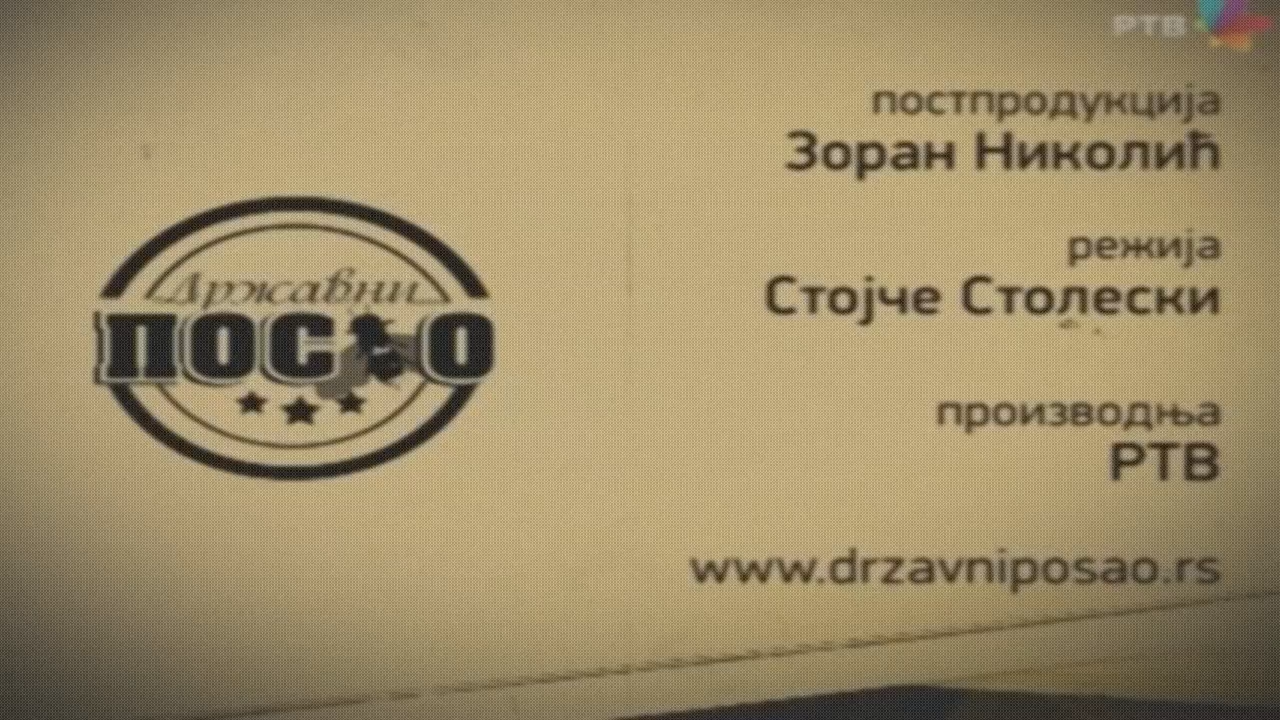 РТВ
постпродукција
Зоран Николић
режија
Стојче Столески
Државни
ПОСАО
производња
РТВ
www.drzavniposao.rs